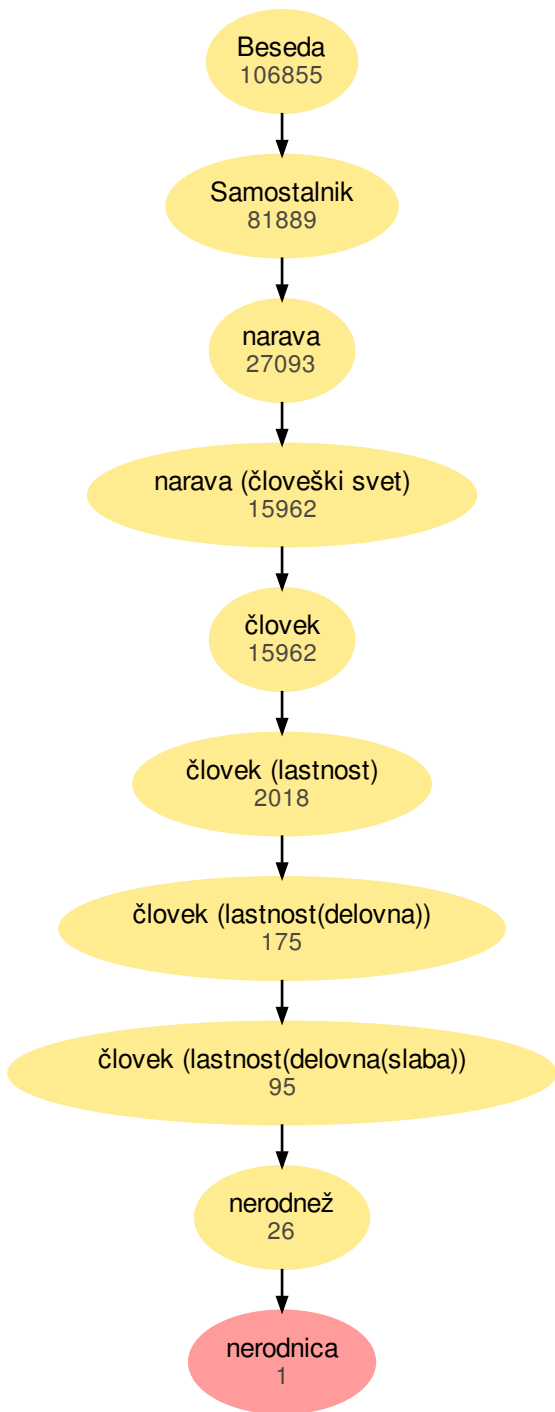 Beseda
106855
Samostalnik
81889
narava
27093
narava (človeški svet)
15962
človek
15962
človek (lastnost)
2018
človek (lastnost(delovna))
175
človek (lastnost(delovna(slaba))
95
nerodnež
26
nerodnica
1